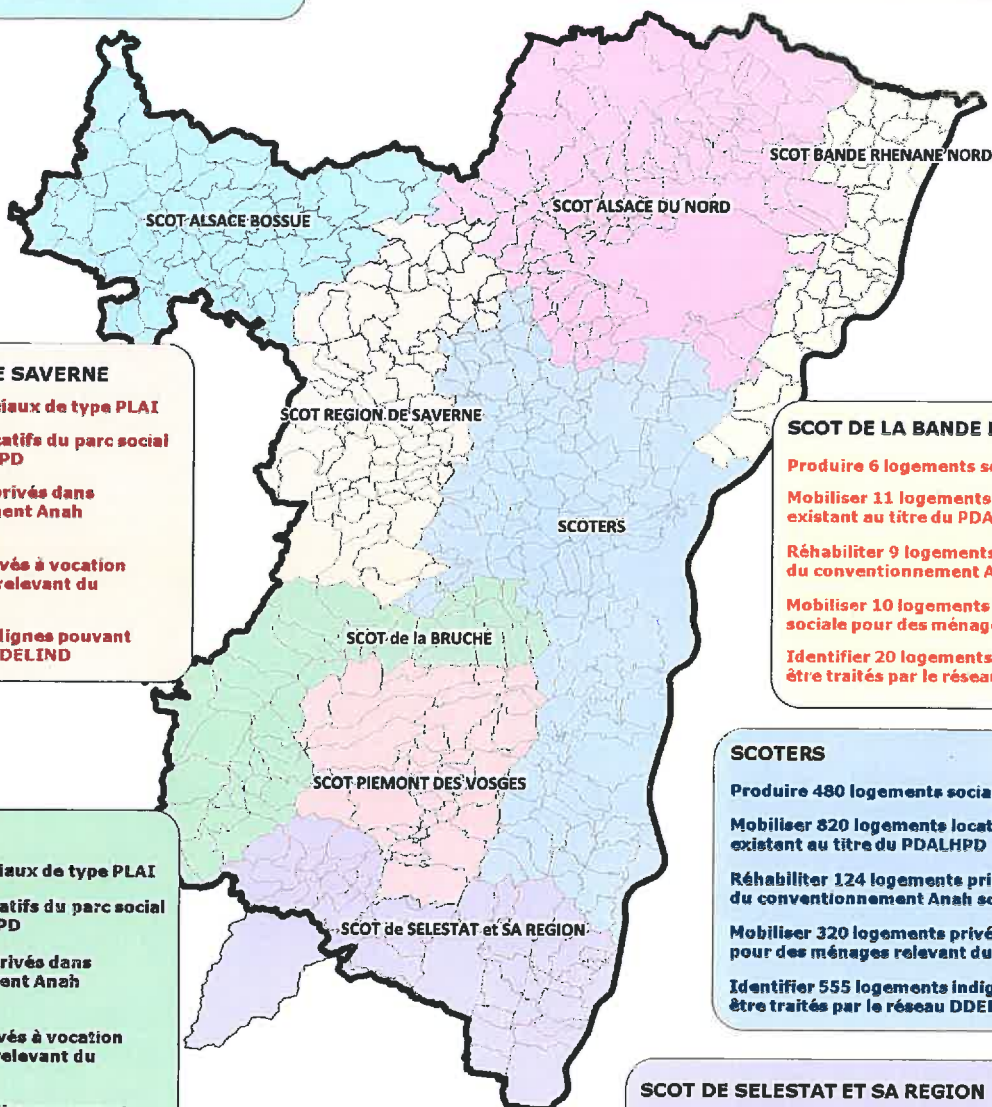 SCOT BANDE RHENANE NORD
SCOT ALSACE DU NORD
SCOT ALSACE BOSSUE
SCOT REGION DE SAVERNE
SCOTERS
SCOT de la BRUCHE
SCOT PIEMONT DES VOSGES
SCOT de SELESTAT et SA REGION
E SAVERNE
iaux de type PLAI
catifs du parc social
PD
privés dans
ment Anah
vés à vocation
relevant du
dignes pouvant
DDELIND
SCOT DE LA BANDE
Produire 6 logements so
Mobiliser 11 logements
existant au titre du PDA
Réhabiliter 9 logements
du conventionnement A
Mobiliser 10 logements
sociale pour des ménag
Identifier 20 logements
être traités par le réseau
SCOTERS
Produire 480 logements socia
Mobiliser 820 logements locat
existant au titre du PDALHPD
Réhabiliter 124 logements pri
du conventionnement Anah so
Mobiliser 320 logements privé
pour des ménages relevant du
Identifier 555 logements indig
être traités par le réseau DDEL
iaux de type PLAI
atifs du parc social
PD
rivés dans
ent Anah
vés à vocation
relevant du
SCOT DE SELESTAT ET SA REGION